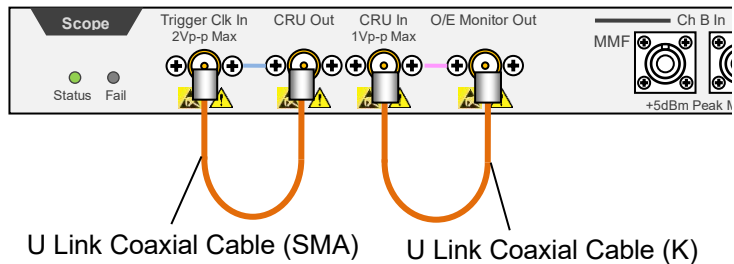 Scope
Trigger Clk In
2Vp-p Max
CRU Out
CRU In
1Vp-p Max
O/E Monitor Out
Ch B In
MMF
Status
Fail
+5dBm Peak M
U Link Coaxial Cable (SMA)
U Link Coaxial Cable (K)